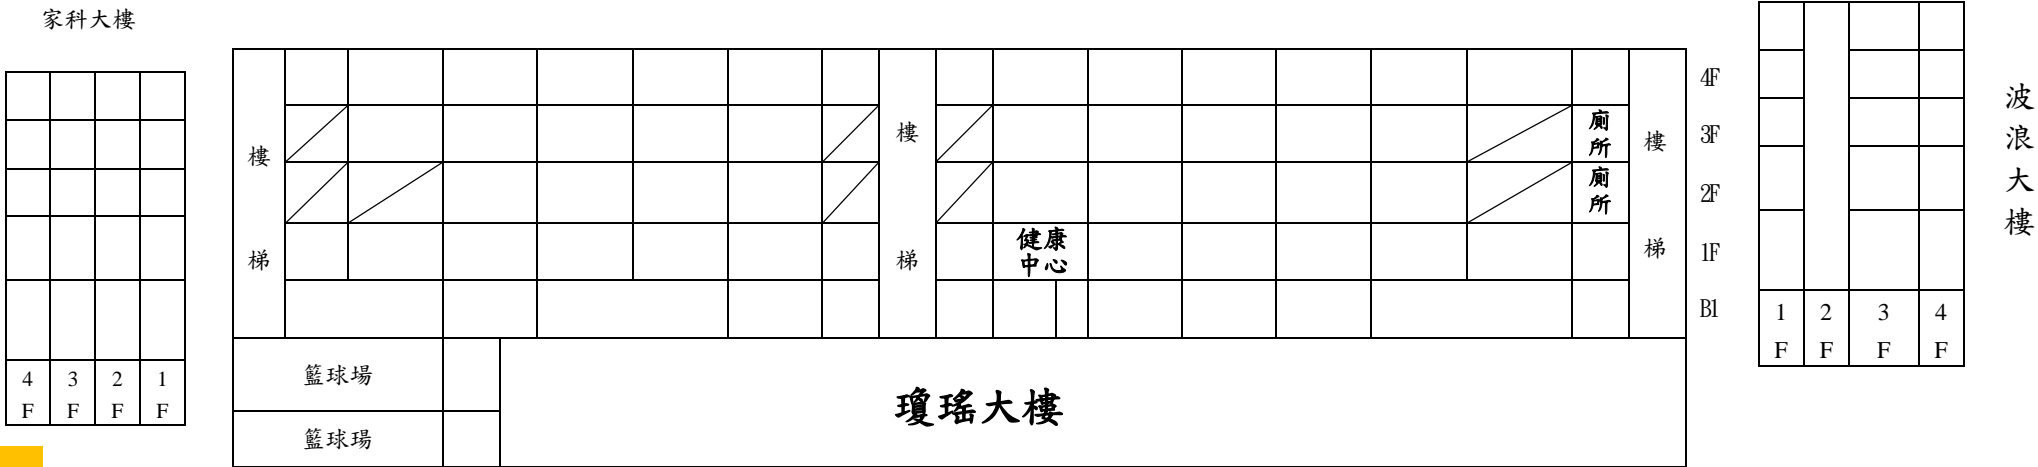 家科大樓
4F
3F
2F
1F
B1
樓
梯
樓
梯
樓
梯
廁所
廁所
健康
中心
籃球場
籃球場
瓊瑤大樓
4 3 2 1
F F F F
1 2 3 4
F F F F
波浪大樓